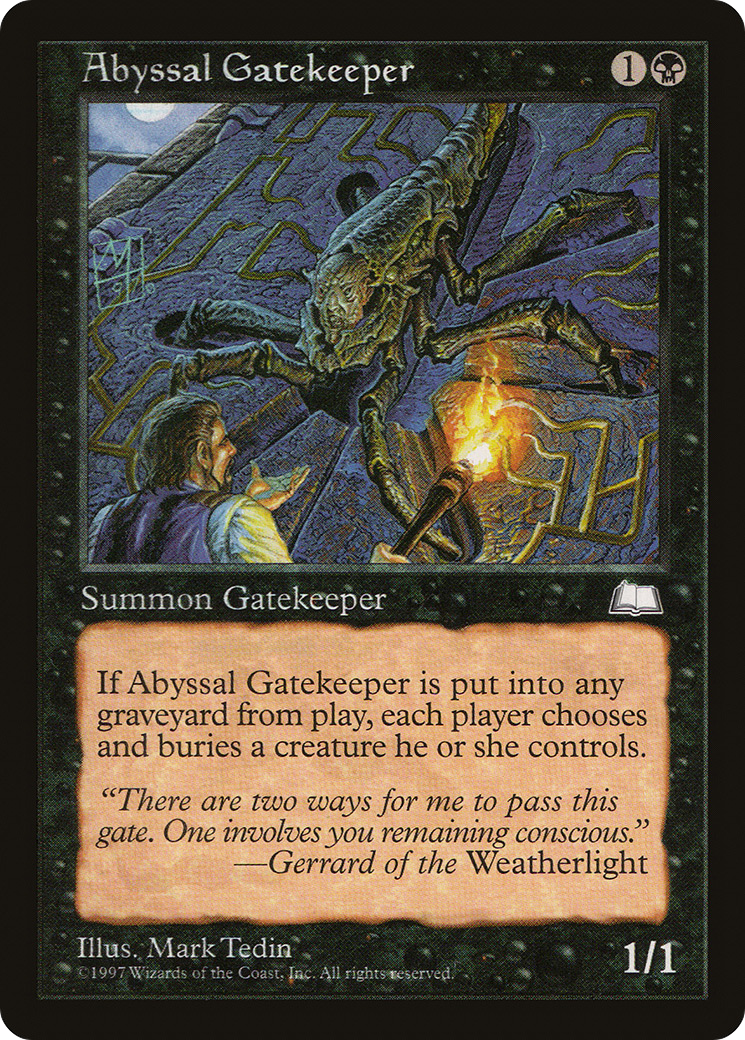 Abyssal Gatekeeper 1
Summon Gatekeeper
If Abyssal Gatekeeper is put into any
graveyard from play, each player chooses
and buries a creature he or she controls.
“There are two ways for me to pass this
gate. One involves you remaining conscious.”
—Gerrard of the Weatherlight
Illus. Mark Tedin
©1997 Wizards of the Coast, Inc. All rights reserved.
1/1